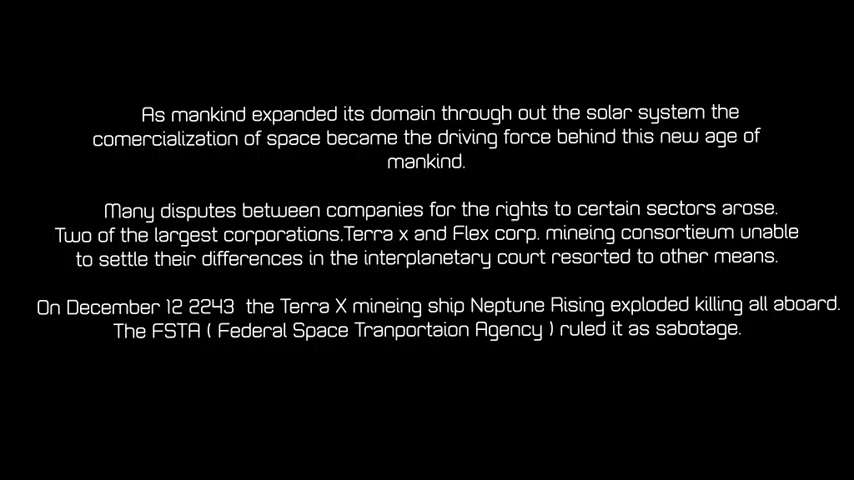 As mankind expanded its domain through out the solar system the
comercialization of space became the driving force behind this new age of
mankind.
Many disputes between companies for the rights to certain sectors arose.
Two of the largest corporations,Terra x and Flex corp. mineing consortieum unable
to settle their differences in the interplanetary court resorted to other means.
On December 12 2243 the Terra X mineing ship Neptune Rising exploded killing all aboard.
The FSTA ( Federal Space Tranportaion Agency ) ruled it as sabotage.